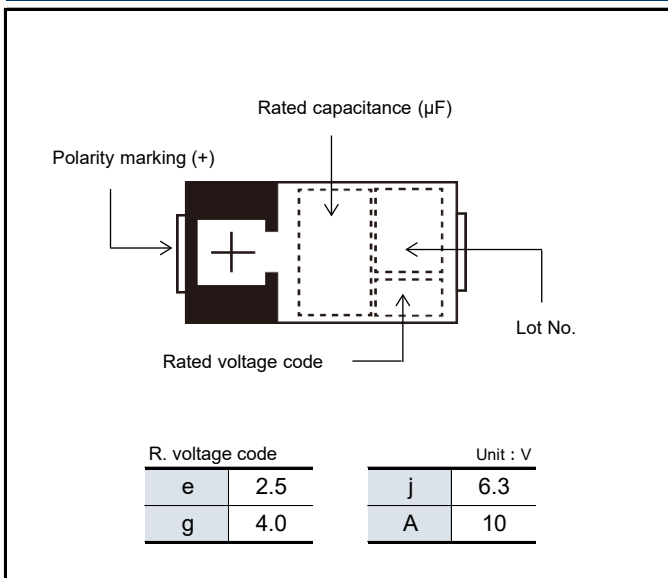 Rated capacitance (µF)
Polarity marking (+)
Lot No.
Rated voltage code
R. voltage code
Unit : V
e 2.5 j 6.3
g 4.0 A 10